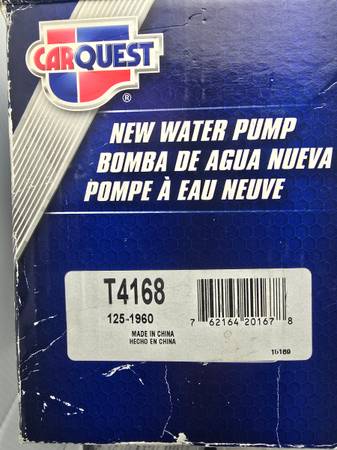 CARQUEST
®
NEW WATER PUMP
BOMBA DE AGUA NUEVA
POMPE À EAU NEUVE
T4168
125-1960
MADE IN CHINA
HECHO EN CHINA
7 62164 20167 8
15169